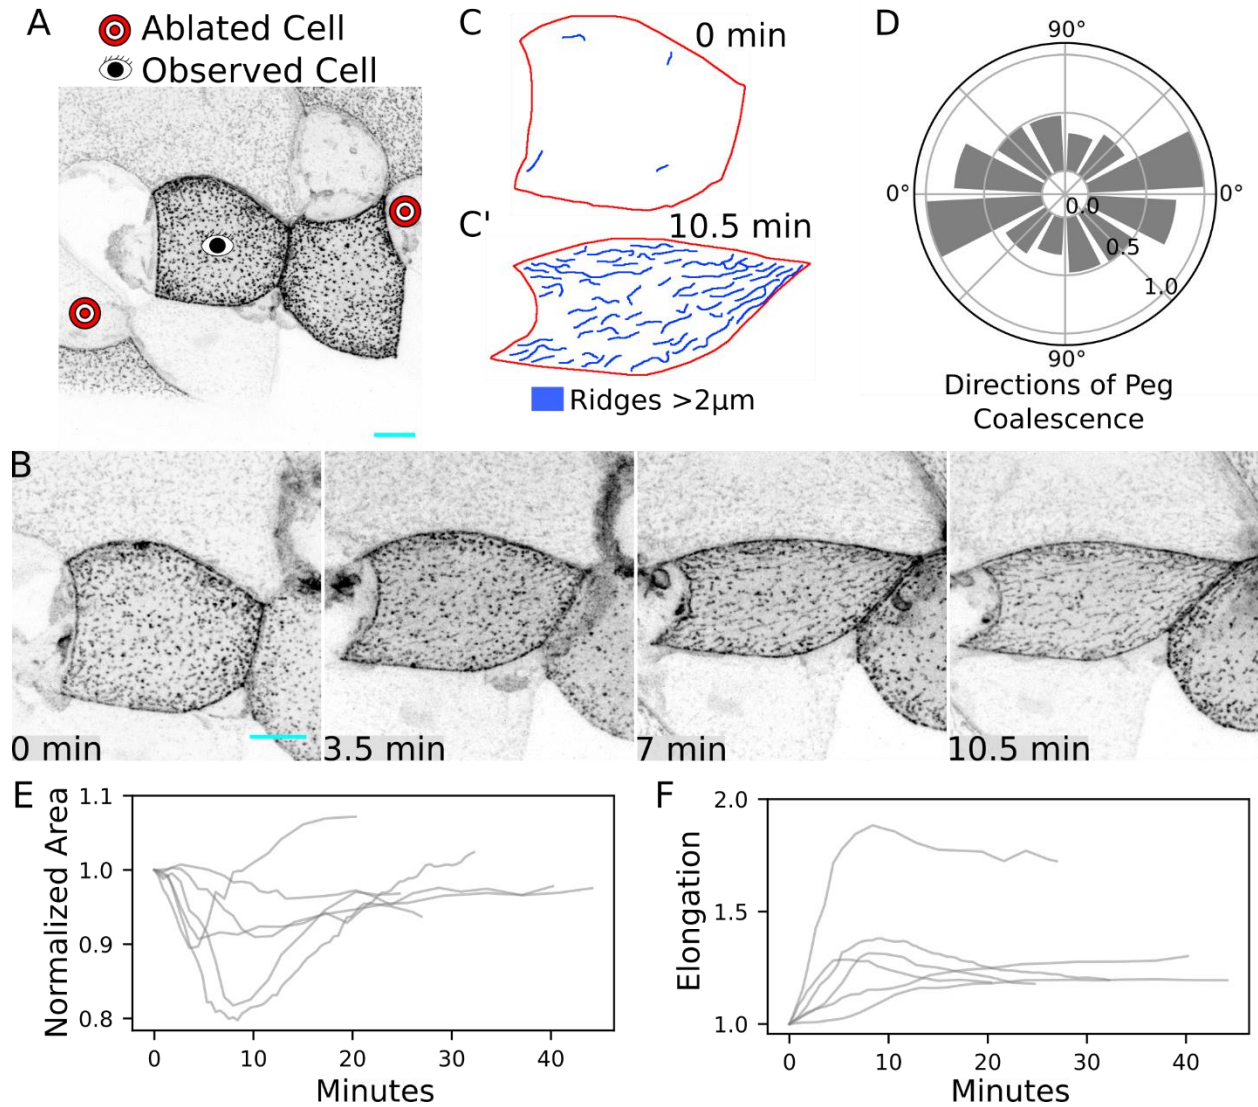 A
Ablated Cell
Observed Cell
C
0 min
C'
10.5 min
Ridges >2μm
D
90°
0°
0°
0.0
0.5
1.0
90°
Directions of Peg
Coalescence
B
0 min
3.5 min
7 min
10.5 min
E
Normalized Area
1.1
1.0
0.9
0.8
0
10
20
30
40
Minutes
F
Elongation
2.0
1.5
1.0
0
10
20
30
40
Minutes